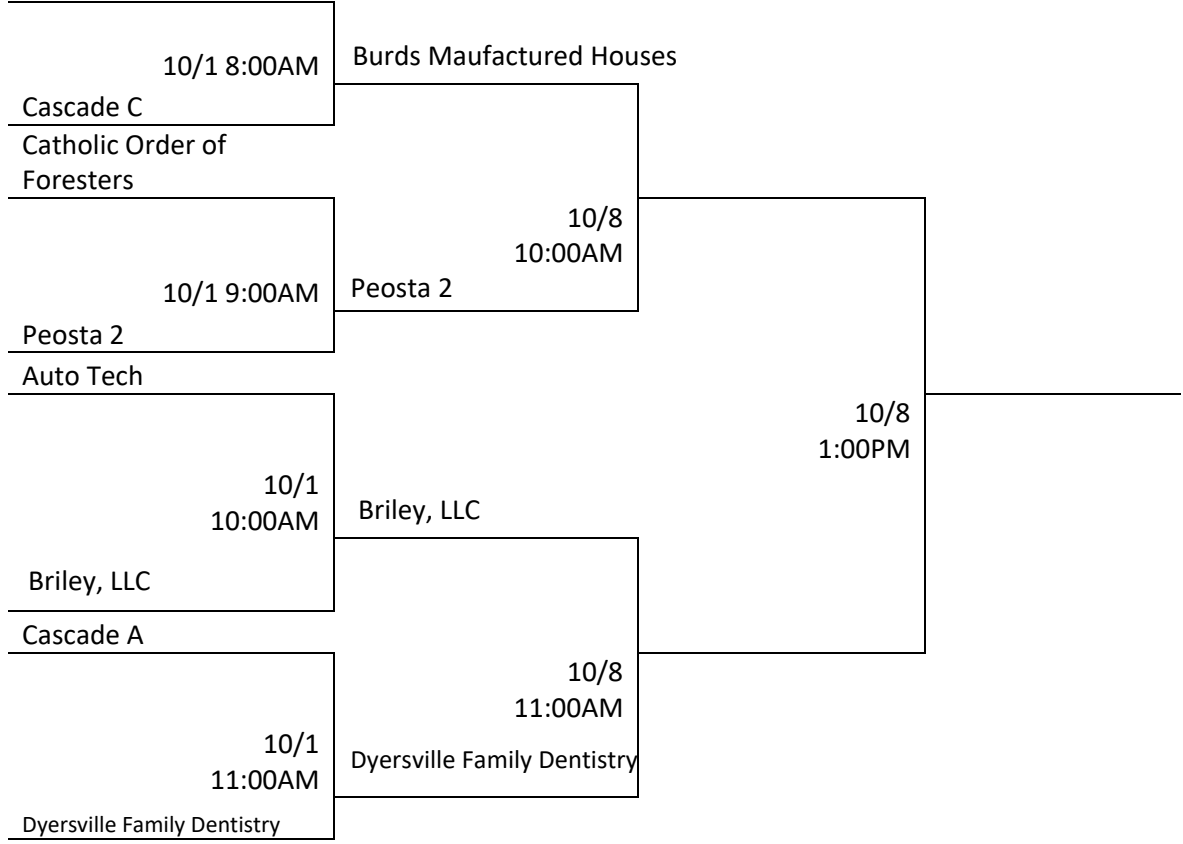 10/1 8:00AM
Burds Maufactured Houses
Cascade C
Catholic Order of
Foresters
10/8
10:00AM
10/1 9:00AM
Peosta 2
Peosta 2
Auto Tech
10/8
1:00PM
10/1
10:00AM
Briley, LLC
Briley, LLC
Cascade A
10/8
11:00AM
10/1
11:00AM
Dyersville Family Dentistry
Dyersville Family Dentistry